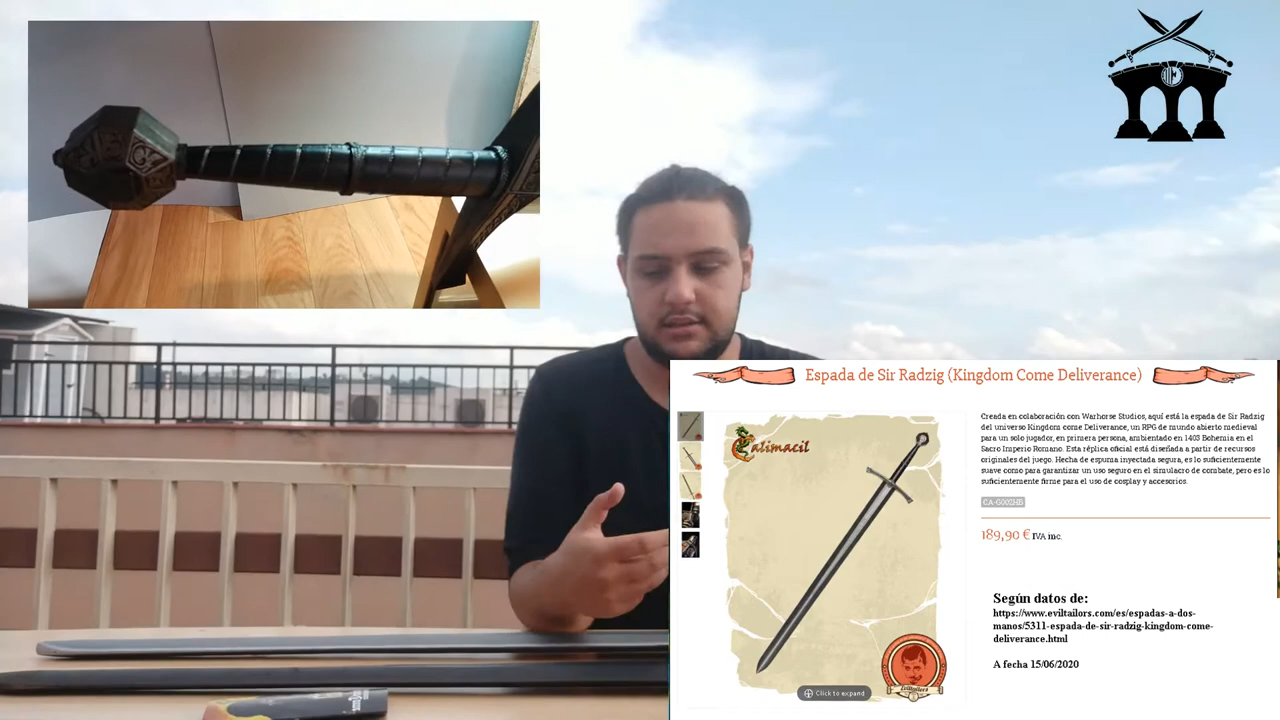 Espada de Sir Radzig (Kingdom Come Deliverance)
Calimacil
Creada en colaboración con Warhorse Studios, aquí está la espada de Sir Radzig
del universo Kingdom come Deliverance, un RPG de mundo abierto medieval
para un solo jugador, en primera persona, ambientado en 1403 Bohemia en el
Sacro Imperio Romano. Esta réplica oficial está diseñada a partir de recursos
originales del juego. Hecha de espuma inyectada segura, es lo suficientemente
suave como para garantizar un uso seguro en el simulacro de combate, pero es lo
suficientemente firme para el uso de cosplay y accesorios.
CA-6002HE
189,90 € IVA inc.
Según datos de:
https://www.eviltailors.com/es/espadas-a-dos-
manos/5311-espada-de-sir-radzig-kingdom-come-
deliverance.html
A fecha 15/06/2020
Eviltailors
Click to expand